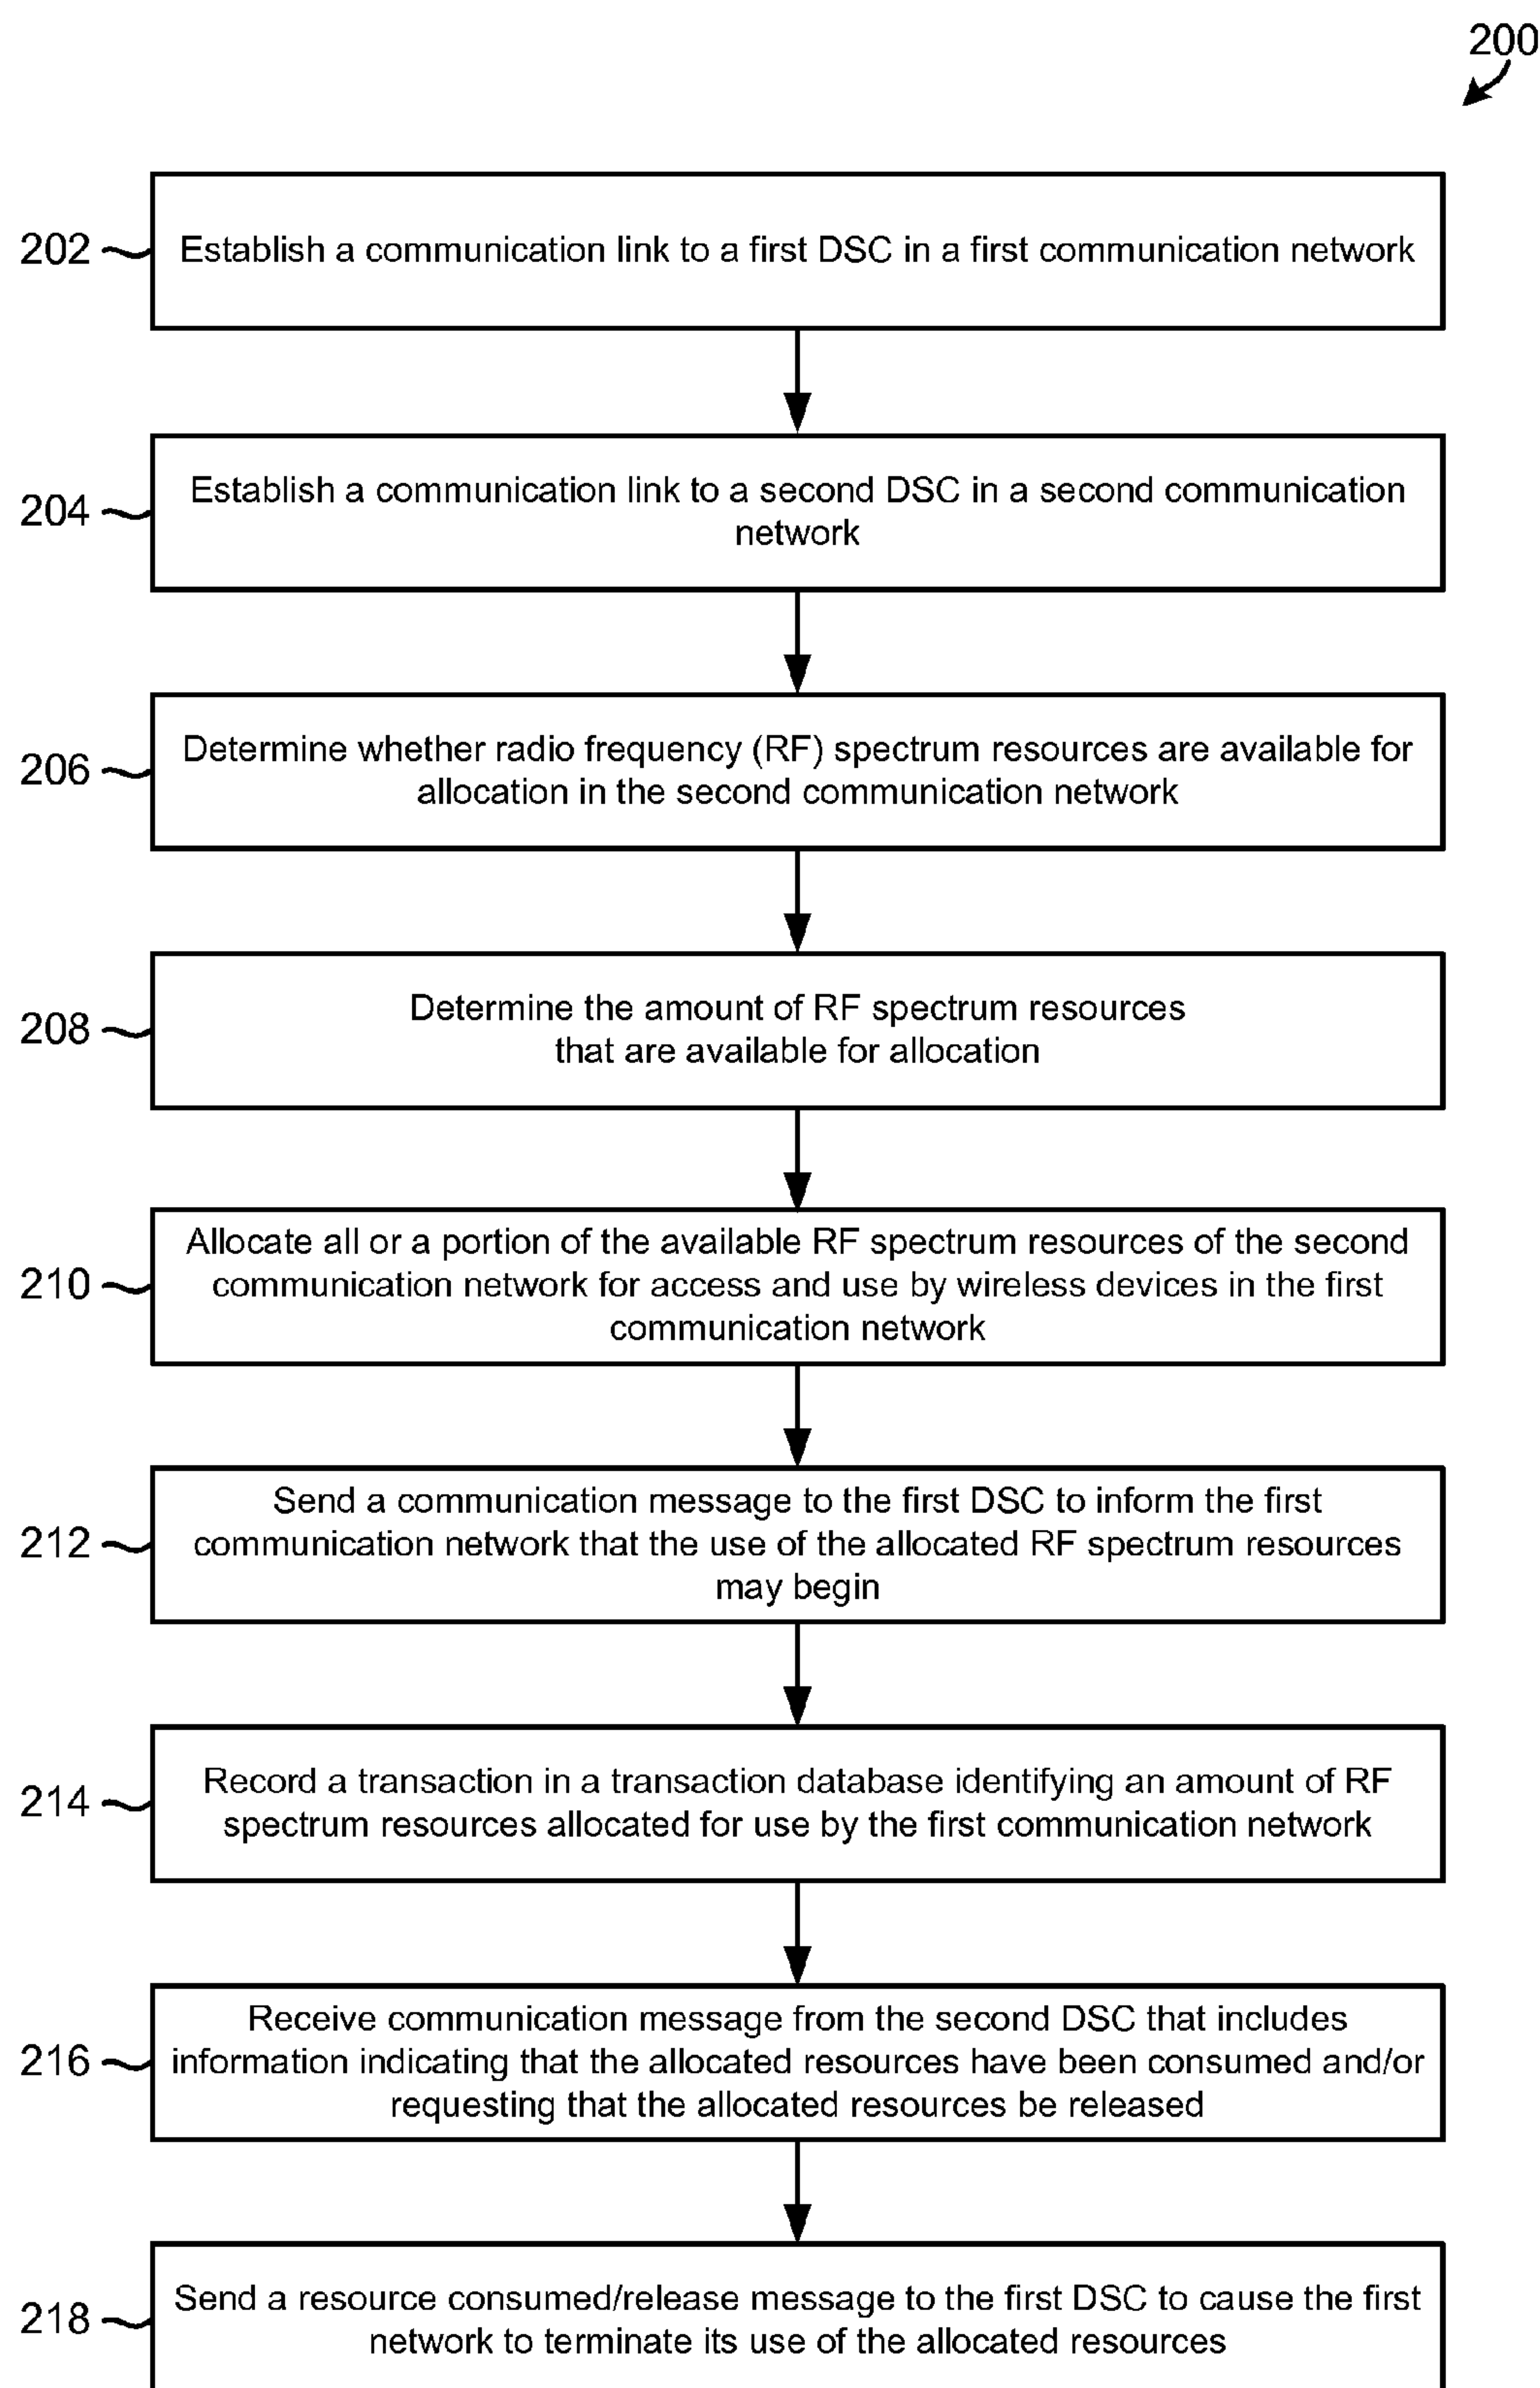 200
202
Establish a communication link to a first DSC in a first communication network
204
Establish a communication link to a second DSC in a second communication
network
206
Determine whether radio frequency (RF) spectrum resources are available for
allocation in the second communication network
208
Determine the amount of RF spectrum resources
that are available for allocation
210
Allocate all or a portion of the available RF spectrum resources of the second
communication network for access and use by wireless devices in the first
communication network
212
Send a communication message to the first DSC to inform the first
communication network that the use of the allocated RF spectrum resources
may begin
214
Record a transaction in a transaction database identifying an amount of RF
spectrum resources allocated for use by the first communication network
216
Receive communication message from the second DSC that includes
information indicating that the allocated resources have been consumed and/or
requesting that the allocated resources be released
218
Send a resource consumed/release message to the first DSC to cause the first
network to terminate its use of the allocated resources